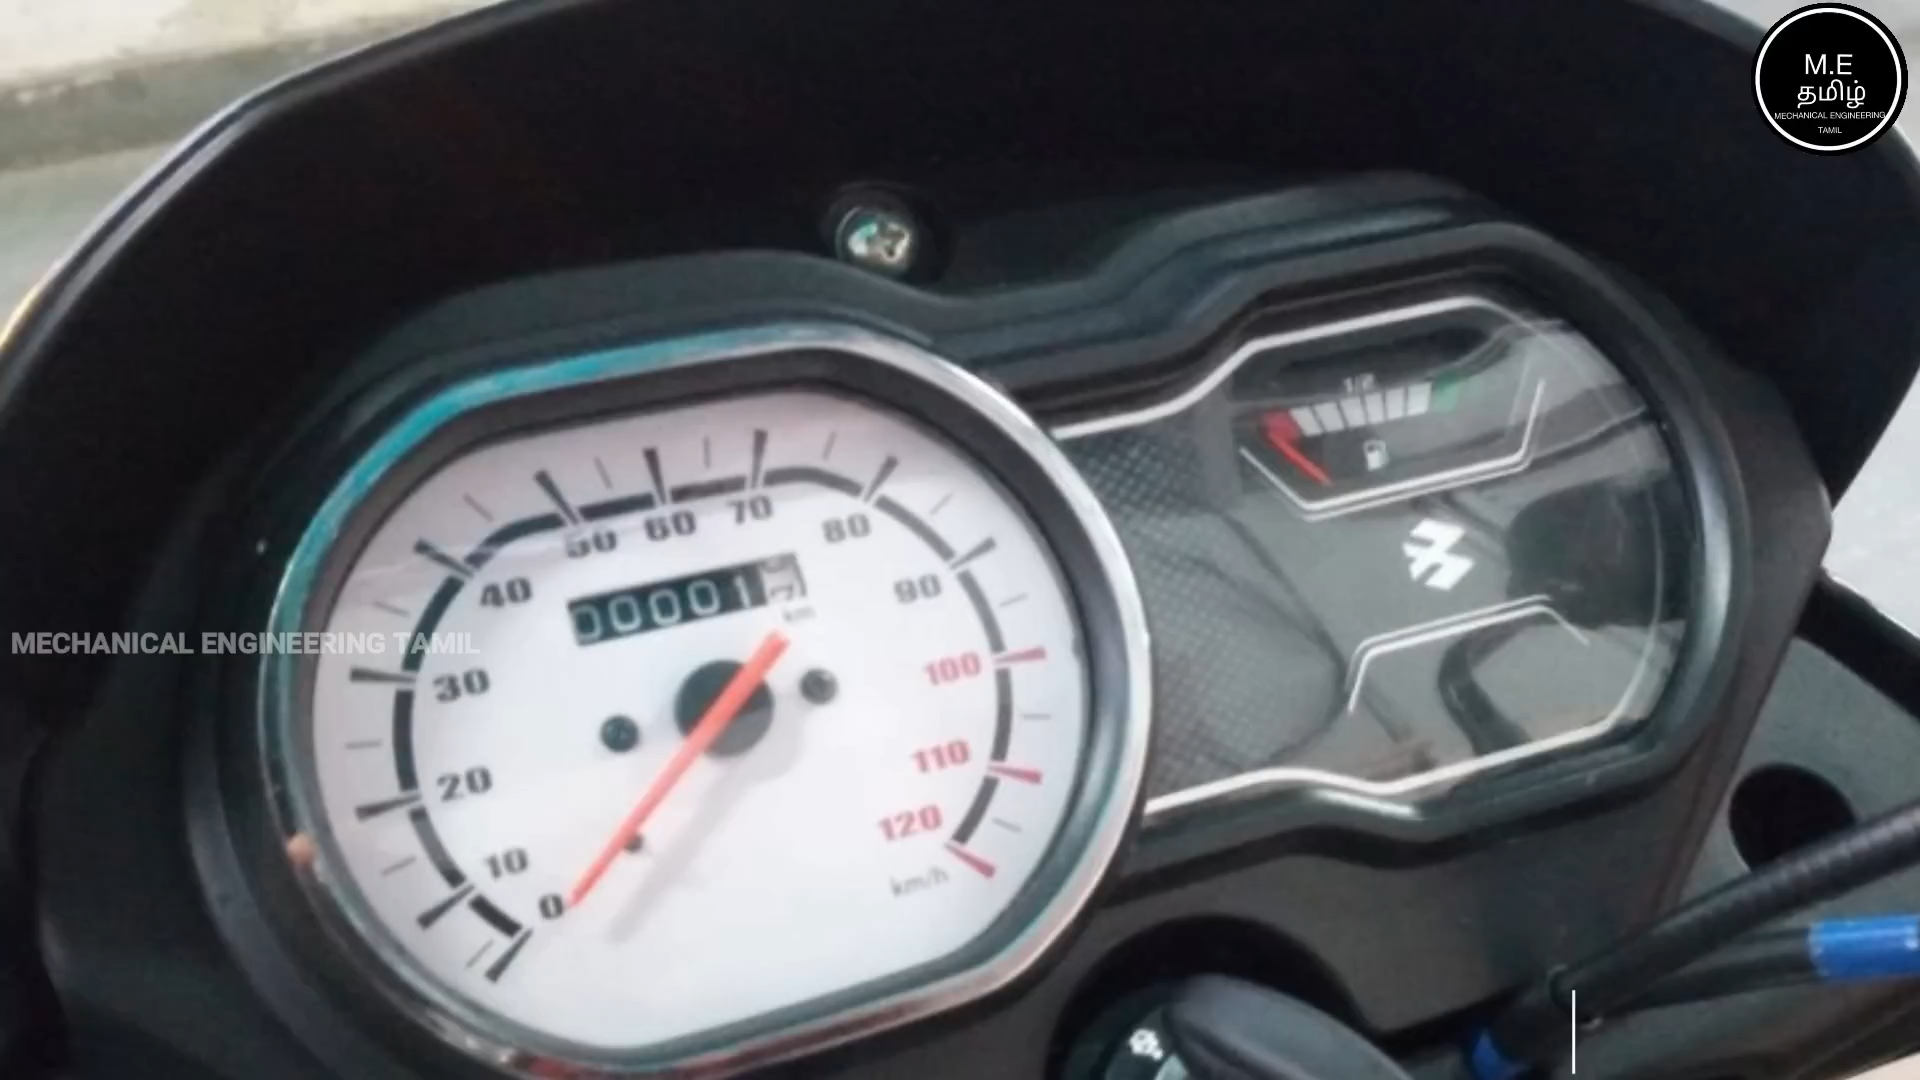 M.E
தமிழ்
MECHANICAL ENGINEERING
TAMIL
1/2
50 60 70
80
40
90
00001
km
MECHANICAL ENGINEERING TAMIL
30
100
20
110
10
120
0
km/h